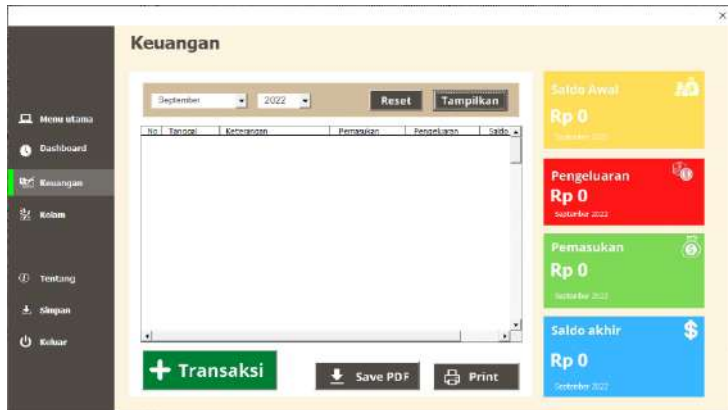 Keuangan
Menu utama
Dashboard
Keuangan
Kolam
Tentang
Simpan
Keluar
September 2022 Reset Tampilkan
No Tanggal Keterangan Pemasukan Pengeluaran Saldo
Transaksi
Save PDF
Print
Saldo Awal
Rp 0
September 2022
Pengeluaran
Rp 0
September 2022
Pemasukan
Rp 0
September 2022
Saldo akhir
Rp 0
September 2022